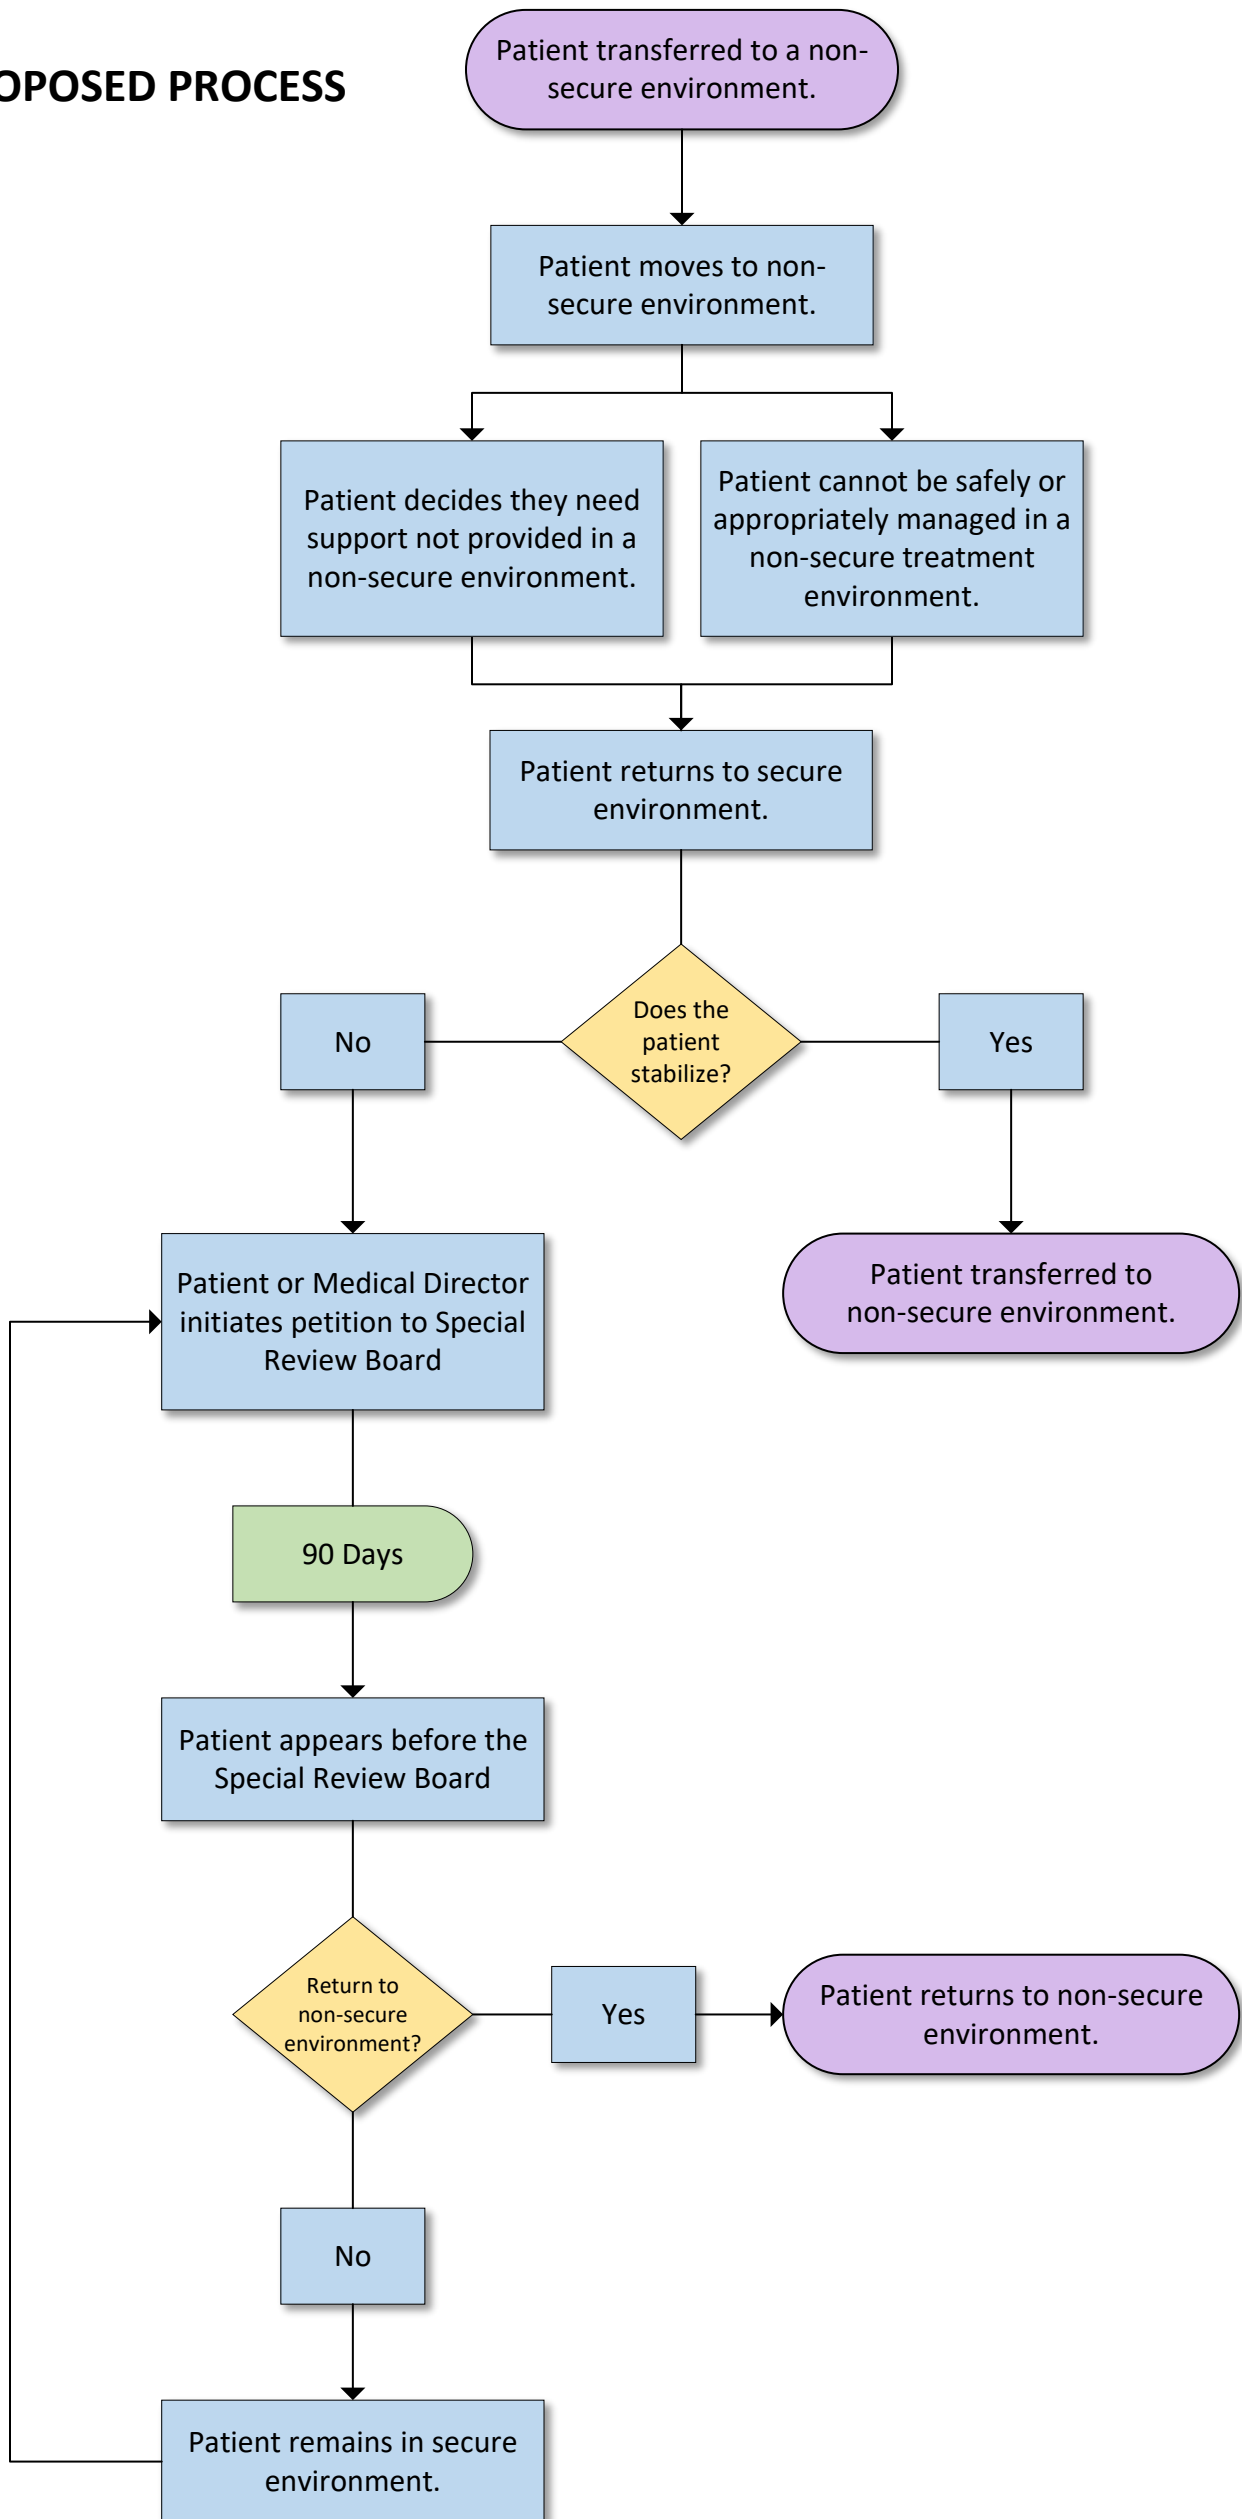 OPOSED PROCESS
Patient transferred to a non-
secure environment.
Patient moves to non-
secure environment.
Patient decides they need
support not provided in a
non-secure environment.
Patient cannot be safely or
appropriately managed in a
non-secure treatment
environment.
Patient returns to secure
environment.
Does the
patient
stabilize?
No
Yes
Patient or Medical Director
initiates petition to Special
Review Board
Patient transferred to
non-secure environment.
90 Days
Patient appears before the
Special Review Board
Return to
non-secure
environment?
Yes
Patient returns to non-secure
environment.
No
Patient remains in secure
environment.